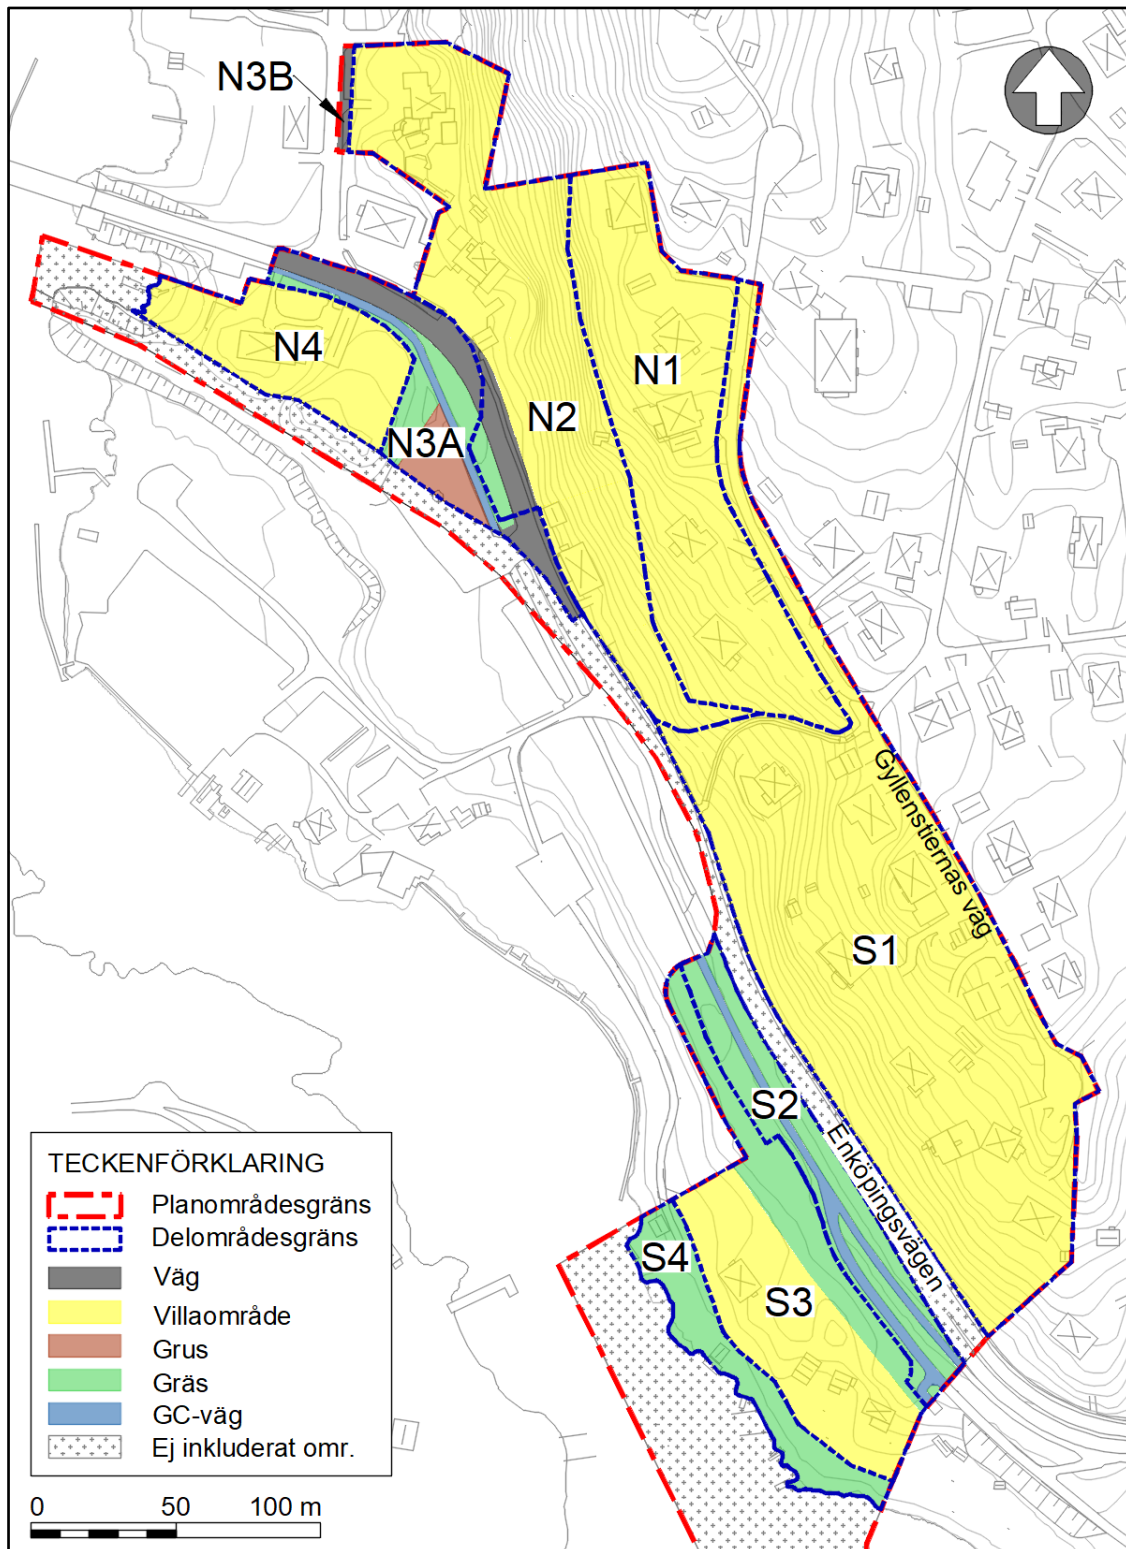 N3B
N4
N3A
N2
N1
Gyllenstiernas väg
S1
S2
Enköpingsvägen
S4
S3
TECKENFÖRKLARING
Planområdesgräns
Delområdesgräns
Väg
Villaområde
Grus
Gräs
GC-väg
Ej inkluderat omr.
0 50 100 m